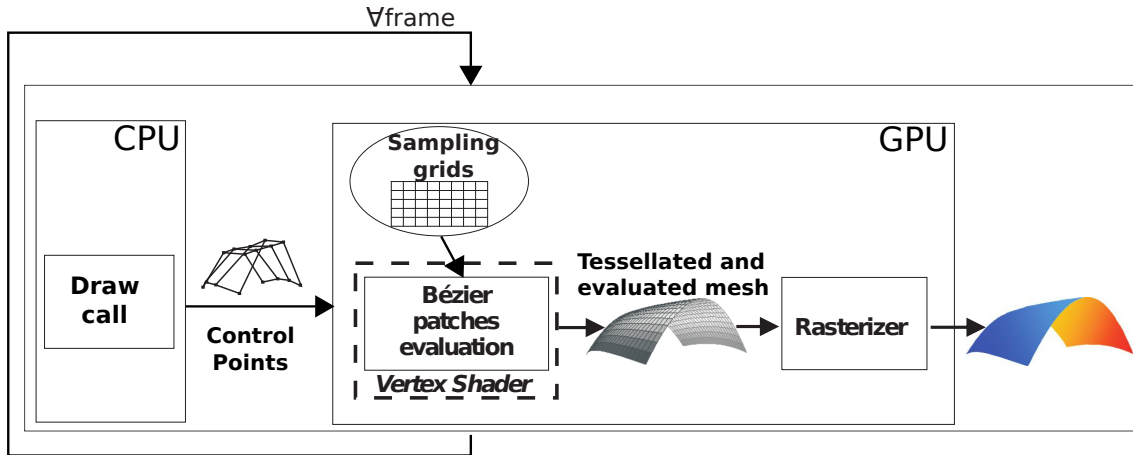 ∀frame
CPU
GPU
Sampling
grids
Draw
call
Control
Points
Bézier
patches
evaluation
Vertex Shader
Tessellated and
evaluated mesh
Rasterizer